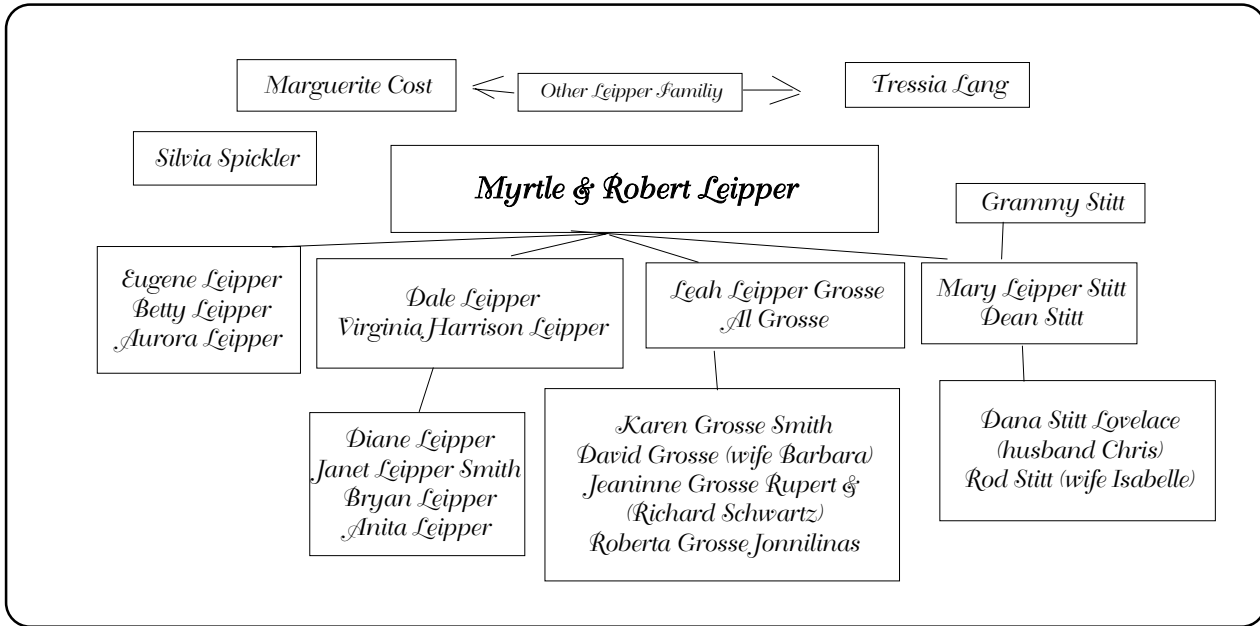 Marguerite Cost
Other Leipper Familiy
Tressia Lang
Silvia Spickler
Myrtle & Robert Leipper
Grammy Stitt
Eugene Leipper
Betty Leipper
Aurora Leipper
Dale Leipper
Virginia Harrison Leipper
Leah Leipper Grosse
Al Grosse
Mary Leipper Stitt
Dean Stitt
Diane Leipper
Janet Leipper Smith
Bryan Leipper
Anita Leipper
Karen Grosse Smith
David Grosse (wife Barbara)
Jeaninne Grosse Rupert &
(Richard Schwartz)
Roberta Grosse Jonnilinas
Dana Stitt Lovelace
(husband Chris)
Rod Stitt (wife Isabelle)